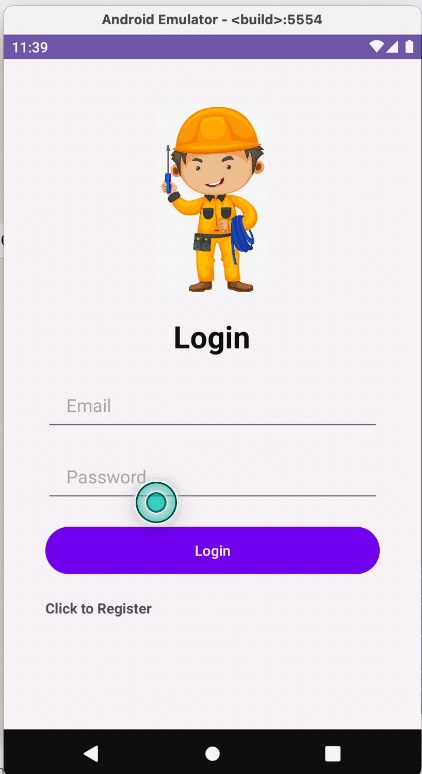 Android Emulator - <build>:5554
11:39
Login
Email
Password
Login
Click to Register